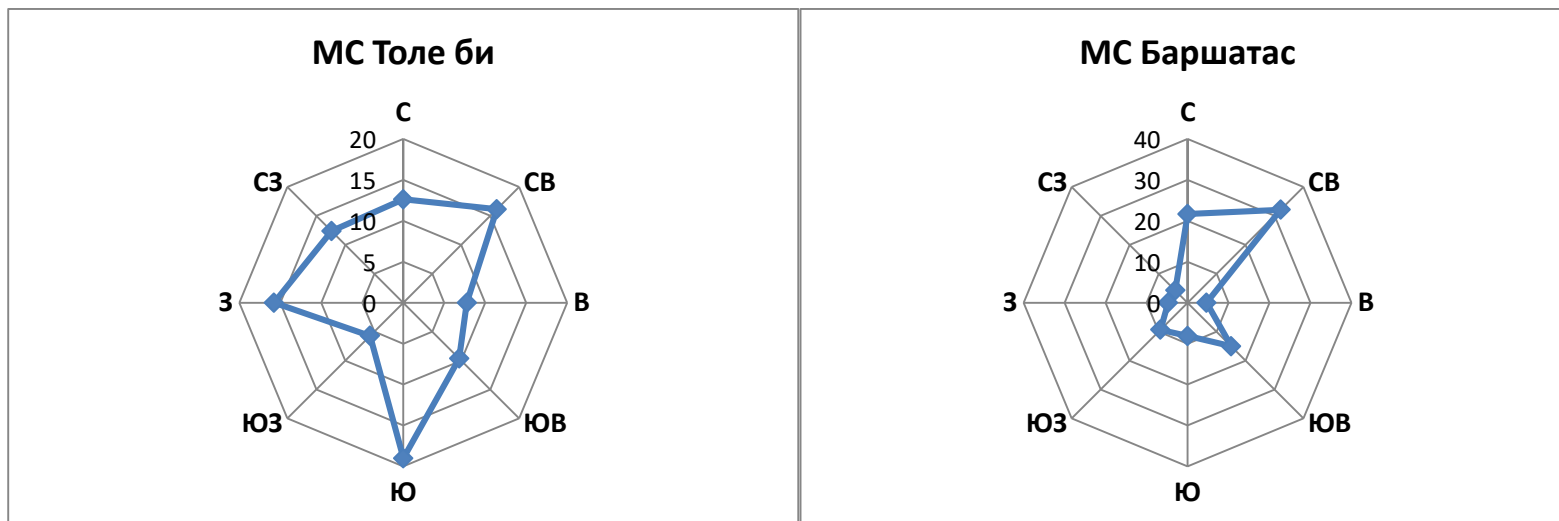 МС Толе би
С
20
СЗ
СВ
15
10
5
З
0
В
ЮЗ
ЮВ
Ю
МС Баршатас
С
40
СЗ
СВ
30
20
10
З
0
В
ЮЗ
ЮВ
Ю